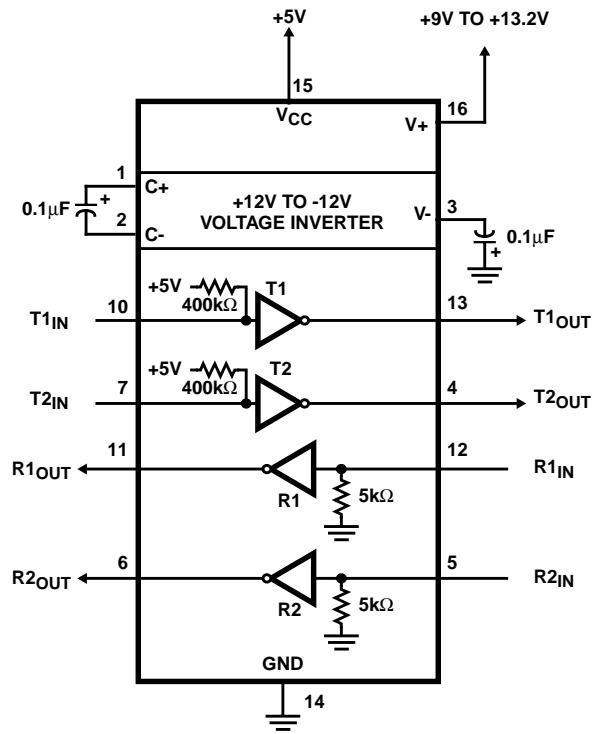 +5V
+9V TO +13.2V
15
VCC
16
V+
1
C+
0.1μF
+
2
C-
+12V TO -12V
VOLTAGE INVERTER
V-
3
0.1μF
+
+5V
400kΩ
T1
T1IN
10
13
T1OUT
+5V
400kΩ
T2
T2IN
7
4
T2OUT
R1OUT
11
R1
5kΩ
12
R1IN
R2OUT
6
R2
5kΩ
5
R2IN
GND
14